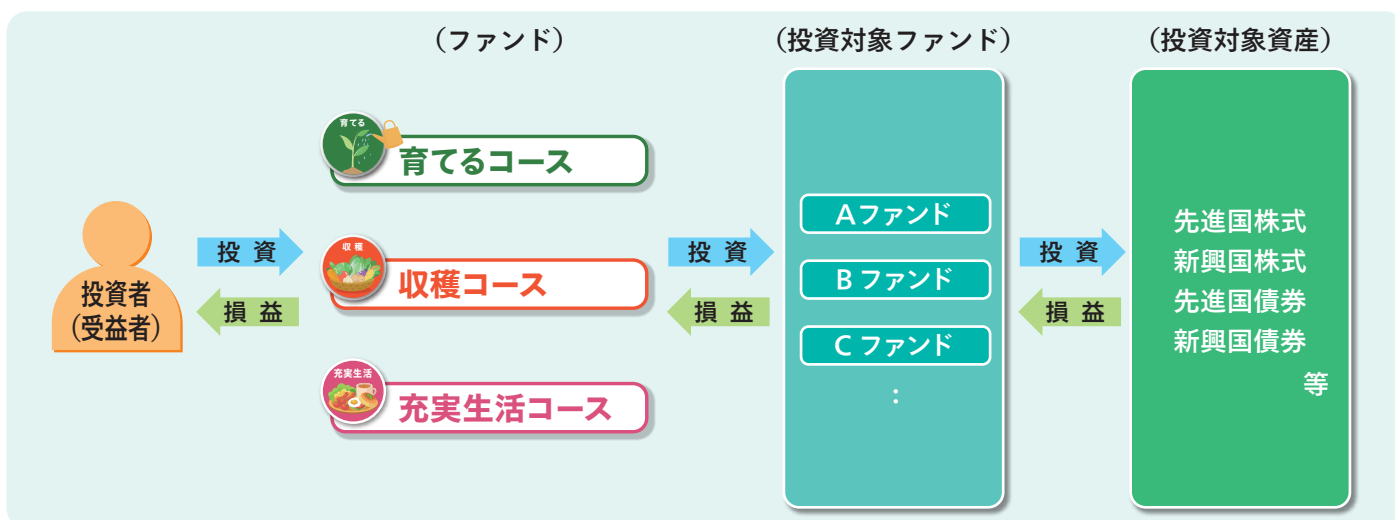 （ファンド）
（投資対象ファンド）
（投資対象資産）
投資者
（受益者）
投 資
損 益
育てる
育てるコース
収 穫
収穫コース
充実生活
充実生活コース
投 資
損 益
Aファンド
Bファンド
Cファンド
:
投 資
損 益
先進国株式
新興国株式
先進国債券
新興国債券
等